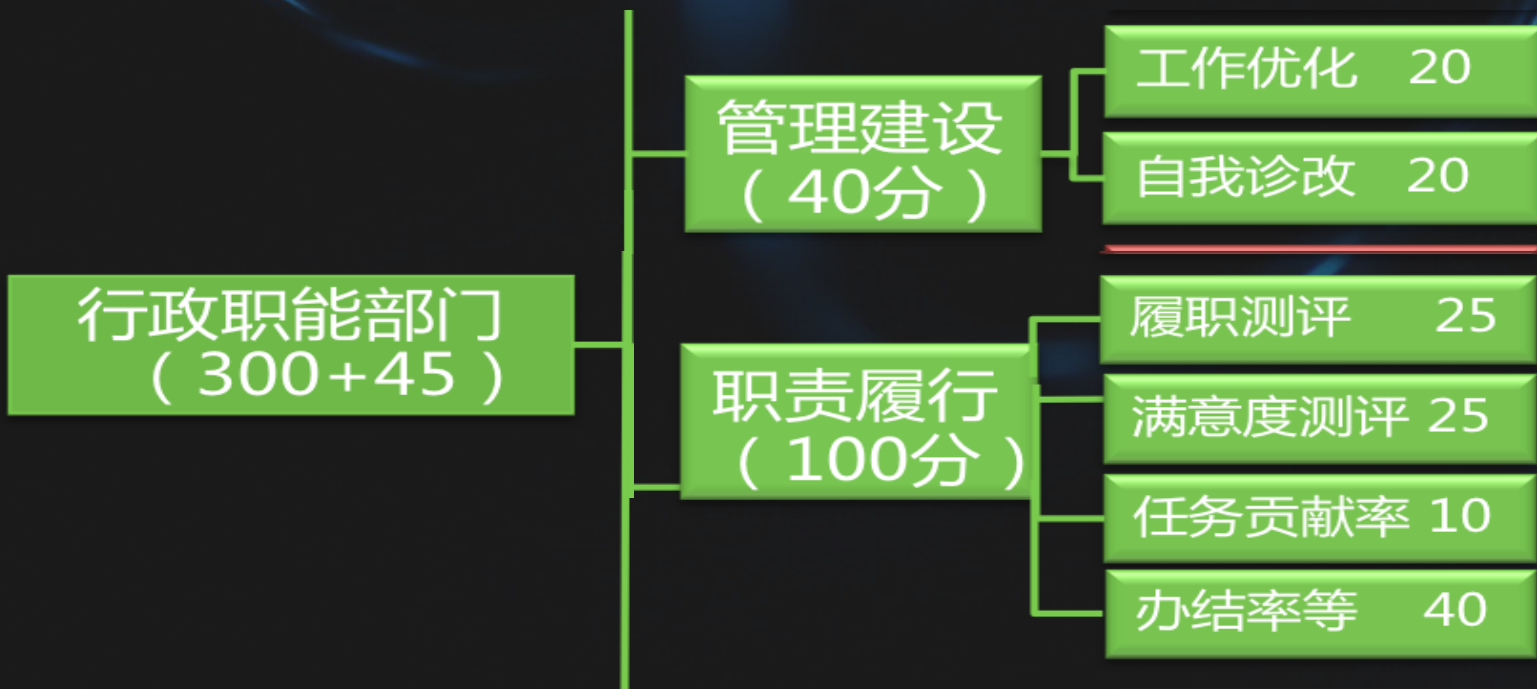 行政职能部门
（300+45）
管理建设
（40分）
工作优化 20
自我诊改 20
职责履行
（100分）
履职测评 25
满意度测评 25
任务贡献率 10
办结率等 40